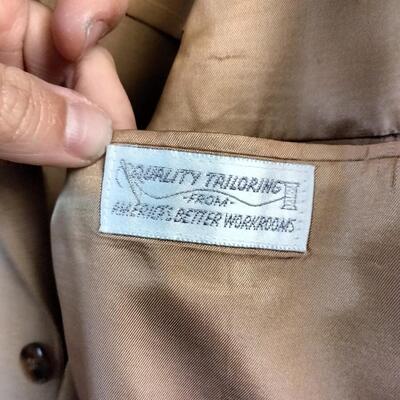 QUALITY TAILORING
-FROM-
AMERICA'S BETTER WORKROOMS